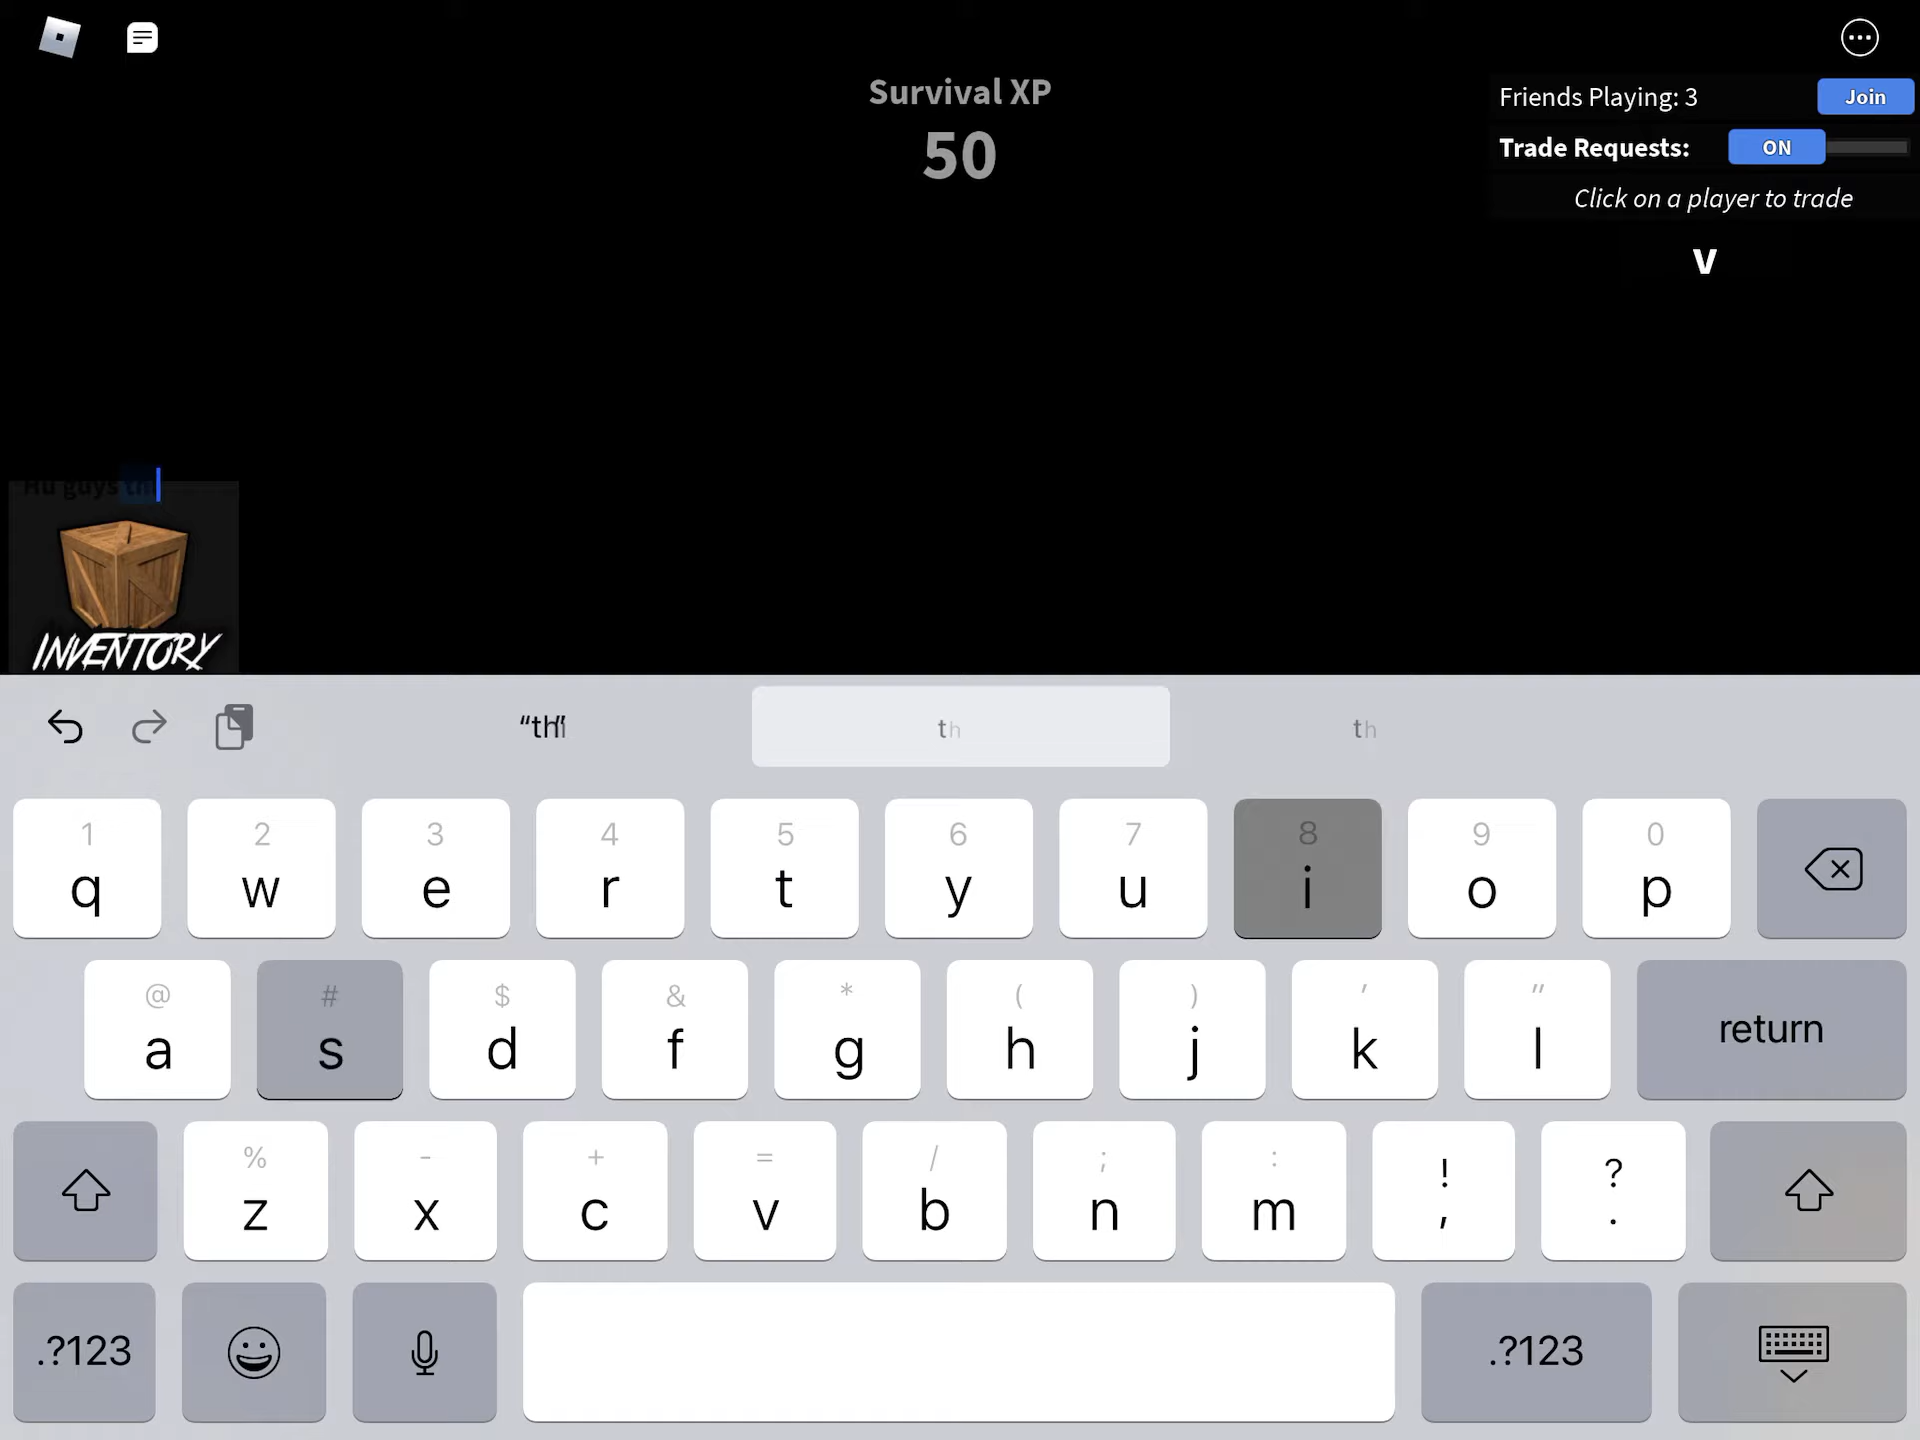 Survival XP
50
Friends Playing: 3
Join
Trade Requests:
ON
Click on a player to trade
v
guys
INVENTORY
“thi”
th
th
1 2 3 4 5 6 7 8 9 0
q w e r t y u i o p
@ # $ & * ( ) ' "
a s d f g h j k l return
% - + = / ; : ! ?
z x c v b n m , .
.?123 .?123